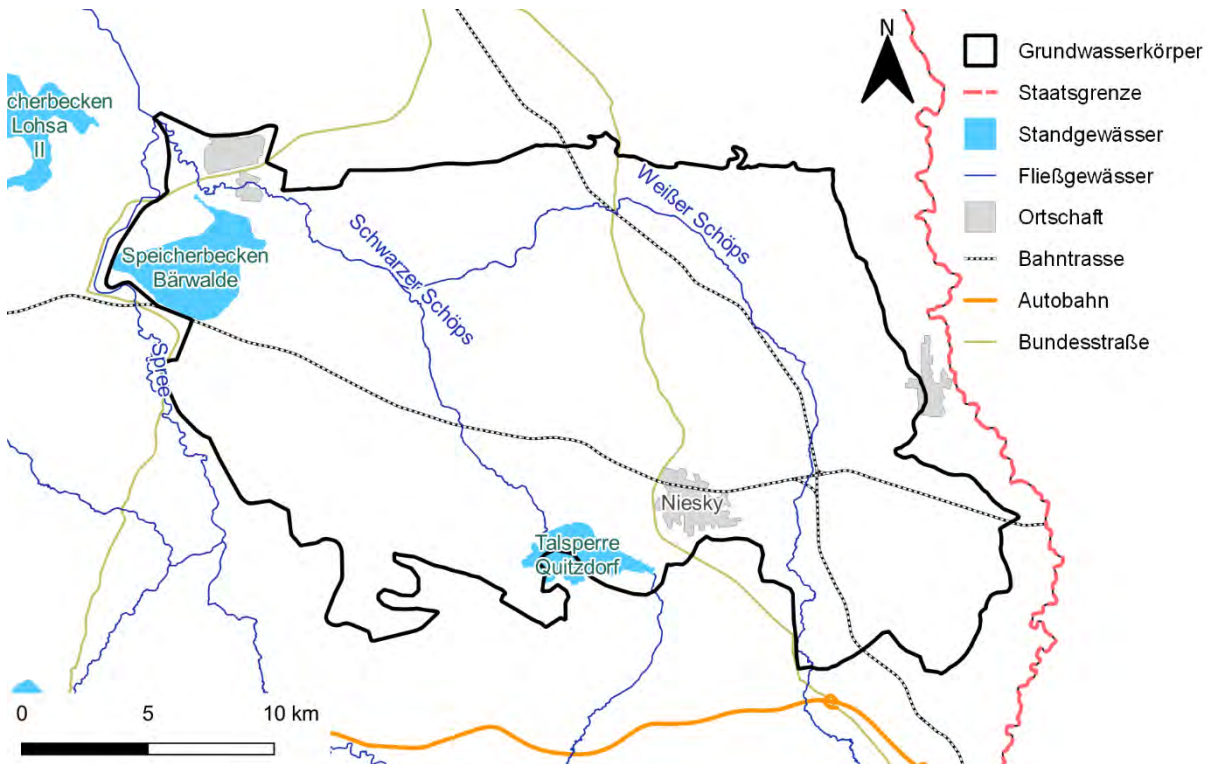 N
Grundwasserkörper
Staatsgrenze
Standgewässer
Fließgewässer
Ortschaft
Bahntrasse
Autobahn
Bundesstraße
cherbecken
Lohsa
II
Speicherbecken
Bärwalde
Schwarzer Schöps
Weißer Schöps
Spree
Niesky
Talsperre
Quitzdorf
0 5 10 km